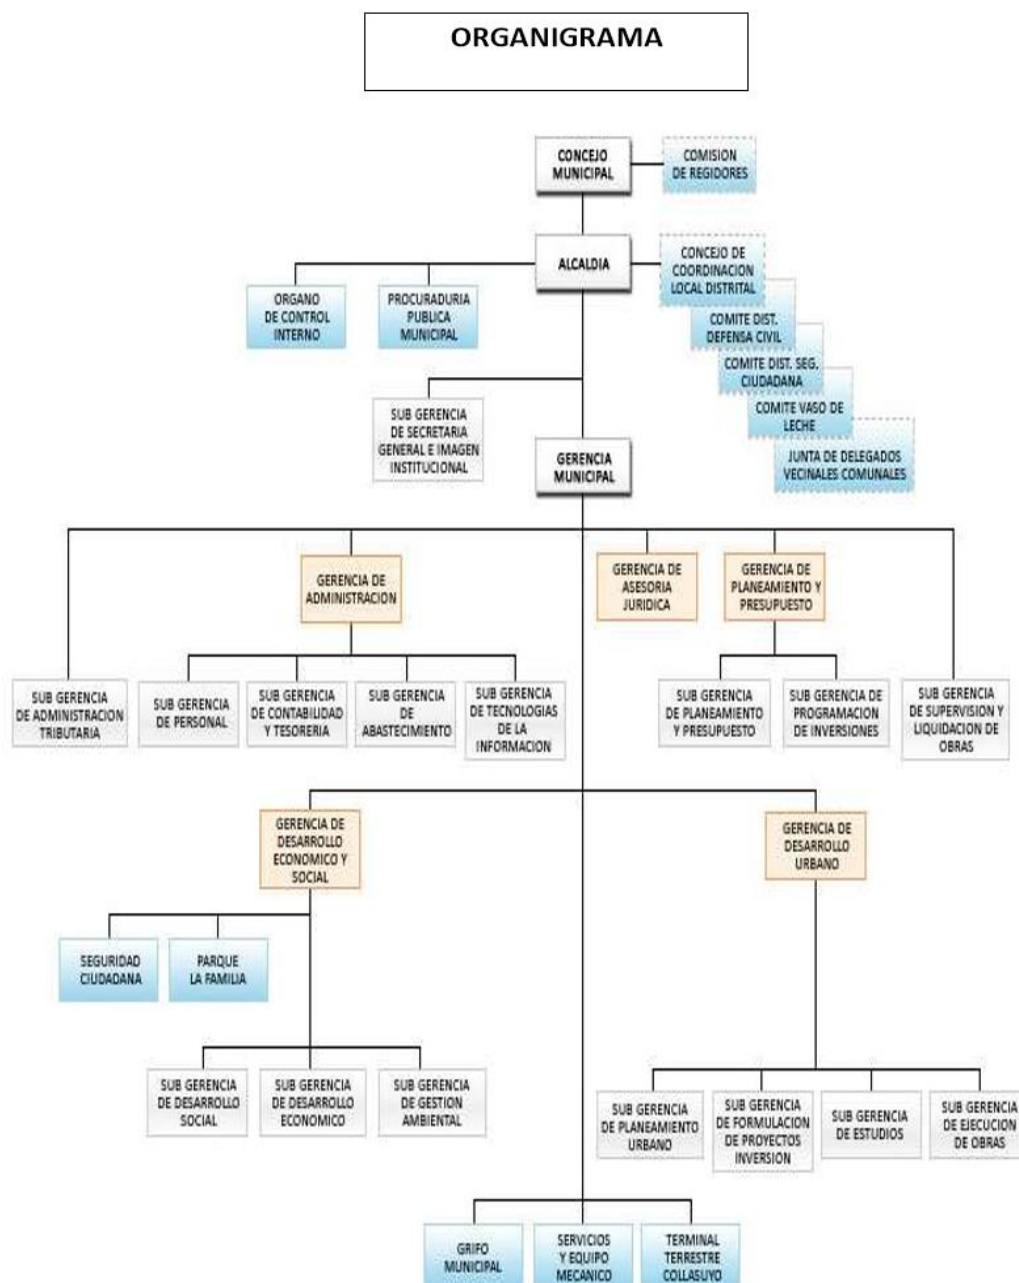 ORGANIGRAMA
CONCEJO
MUNICIPAL
COMISION
DE REGIDORES
ALCALDIA
CONCEJO DE
COORDINACION
LOCAL DISTRITAL
ORGANO
DE CONTROL
INTERNO
PROCURADURIA
PUBLICA
MUNICIPAL
COMITE DIST.
DEFENSA CIVIL
COMITE DIST. SEG.
CIUDADANA
COMITE VASO DE
LECHE
JUNTA DE DELEGADOS
VECINALES COMUNALES
SUB GERENCIA
DE SECRETARIA
GENERAL E IMAGEN
INSTITUCIONAL
GERENCIA
MUNICIPAL
GERENCIA DE
ADMINISTRACION
GERENCIA DE
ASESORIA
JURIDICA
GERENCIA DE
PLANEAMIENTO Y
PRESUPUESTO
SUB GERENCIA
DE ADMINISTRACION
TRIBUTARIA
SUB GERENCIA
DE PERSONAL
SUB GERENCIA
DE CONTABILIDAD
Y TESORERIA
SUB GERENCIA
DE
ABASTECIMIENTO
SUB GERENCIA
DE TECNOLOGIAS
DE LA
INFORMACION
SUB GERENCIA
DE PLANEAMIENTO
Y PRESUPUESTO
SUB GERENCIA DE
PROGRAMACION
DE INVERSIONES
SUB GERENCIA
DE SUPERVISION Y
LIQUIDACION DE
OBRAS
GERENCIA DE
DESARROLLO
ECONOMICO Y
SOCIAL
GERENCIA DE
DESARROLLO
URBANO
SEGURIDAD
CIUDADANA
PARQUE
LA FAMILIA
SUB GERENCIA
DE DESARROLLO
SOCIAL
SUB GERENCIA
DE DESARROLLO
ECONOMICO
SUB GERENCIA
DE GESTION
AMBIENTAL
SUB GERENCIA
DE PLANEAMIENTO
URBANO
SUB GERENCIA
DE FORMULACION
DE PROYECTOS
INVERSION
SUB GERENCIA
DE ESTUDIOS
SUB GERENCIA
DE EJECUCION
DE OBRAS
GRIFO
MUNICIPAL
SERVICIOS
Y EQUIPO
MECANICO
TERMINAL
TERRESTRE
COLLASUYO